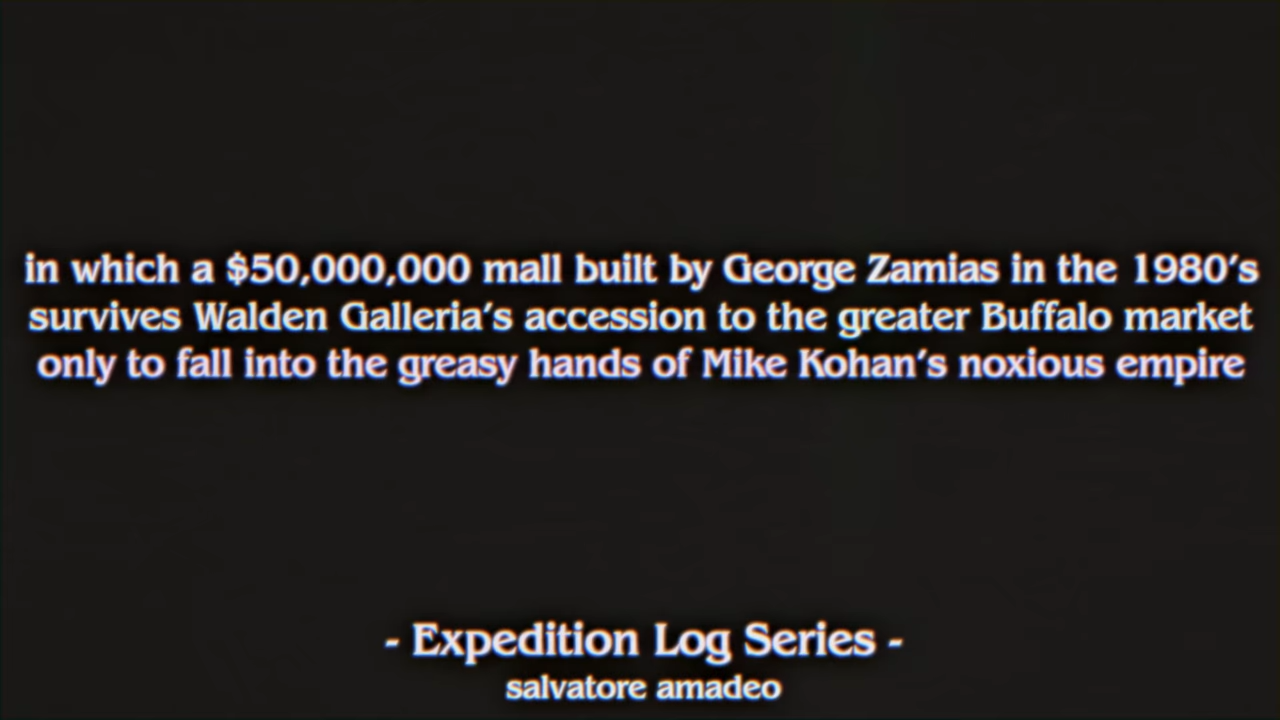 in which a $50,000,000 mall built by George Zamias in the 1980's
survives Walden Galleria's accession to the greater Buffalo market
only to fall into the greasy hands of Mike Kohan's noxious empire
- Expedition Log Series -
salvatore amadeo